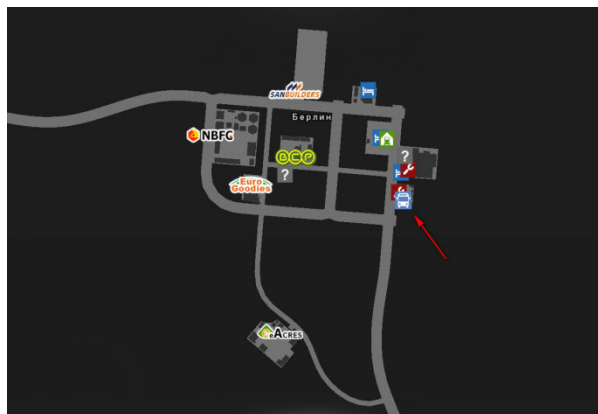 SANBUILDERS
Берлин
NBFC
BCP
?
?
Euro
Goodies
eAcres